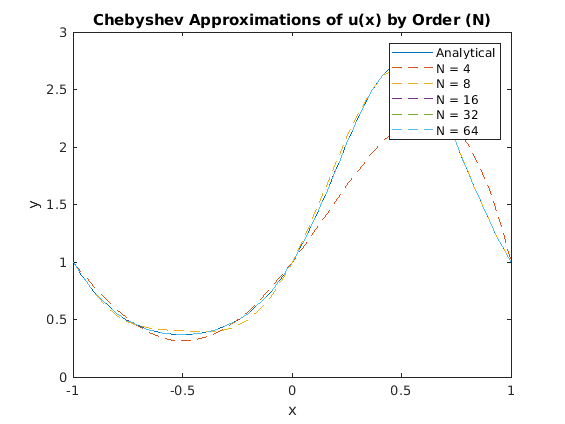 Chebyshev Approximations of u(x) by Order (N)
3
2.5
2
1.5
1
0.5
0
y
-1
-0.5
0
0.5
1
x
Analytical
N = 4
N = 8
N = 16
N = 32
N = 64